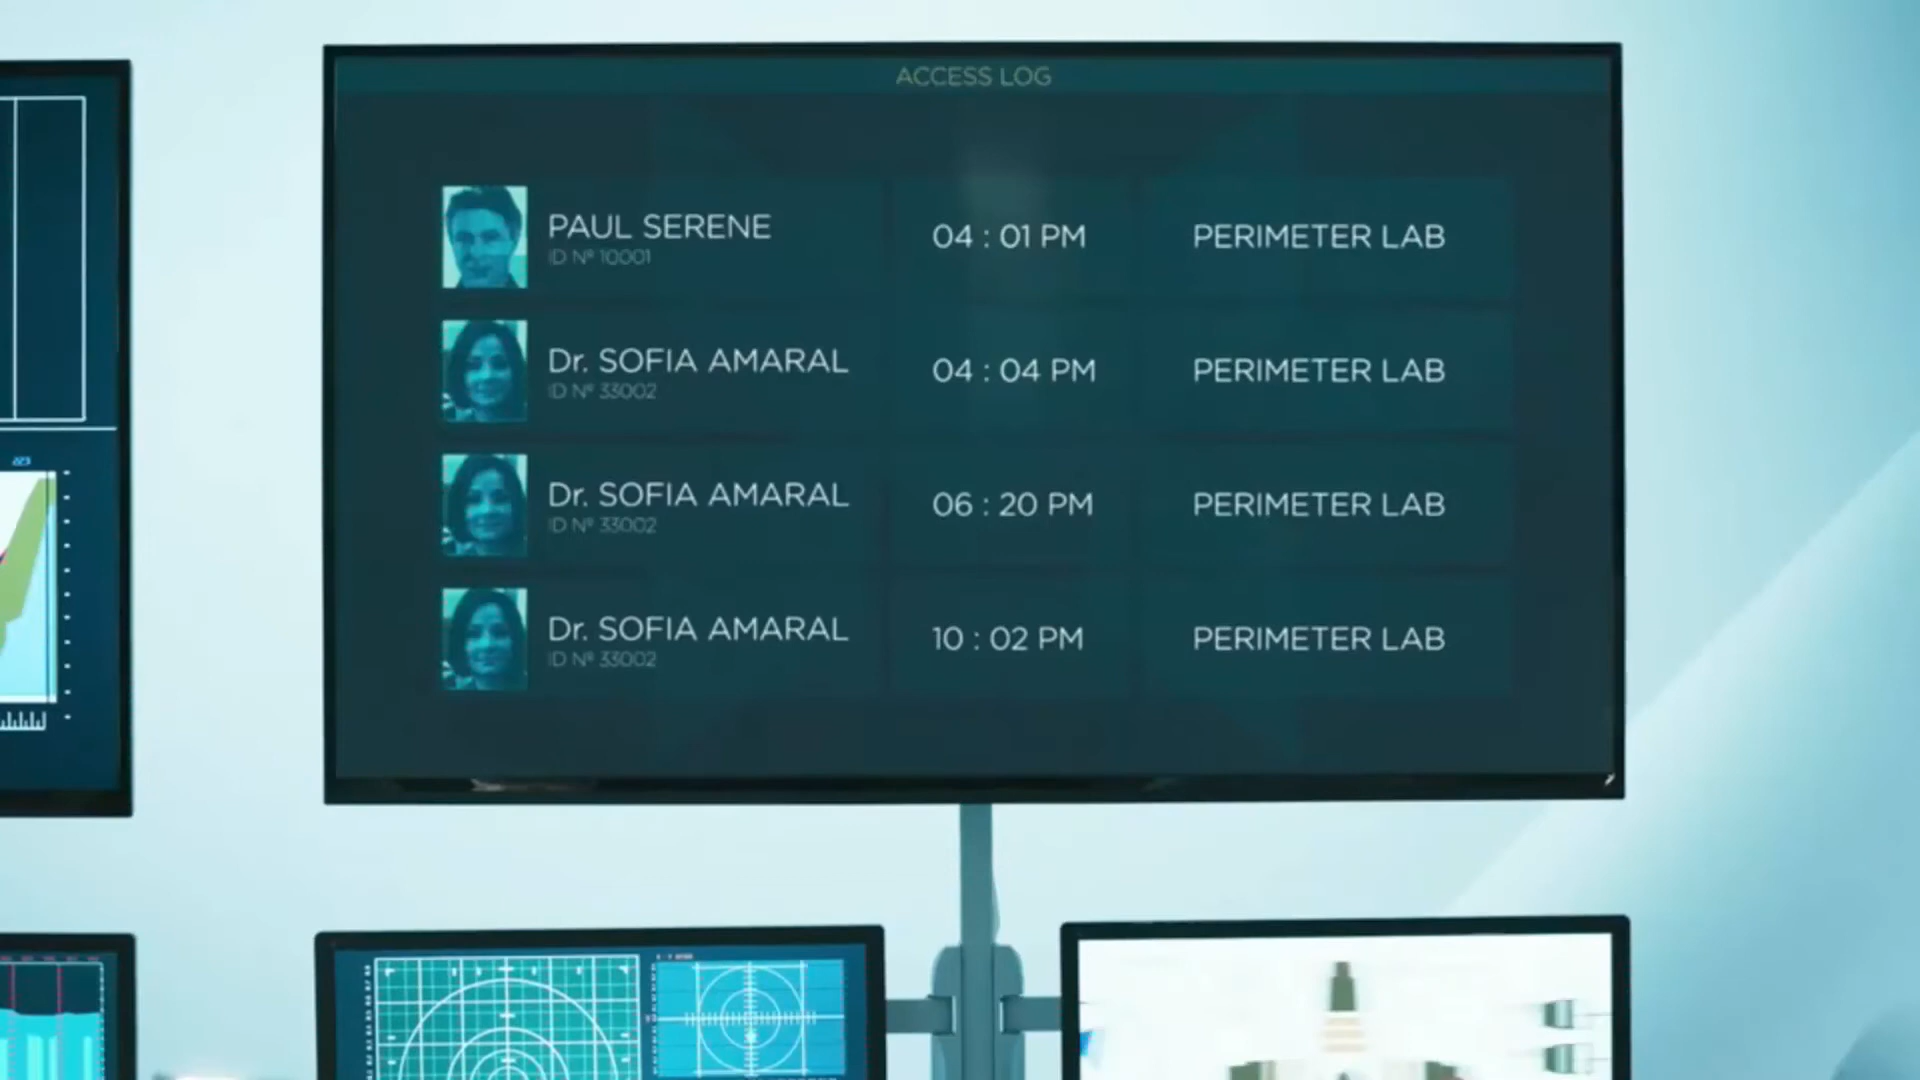 ACCESS LOG
PAUL SERENE
ID Nº 10001
04 : 01 PM
PERIMETER LAB
Dr. SOFIA AMARAL
ID Nº 33002
04 : 04 PM
PERIMETER LAB
Dr. SOFIA AMARAL
ID Nº 33002
06 : 20 PM
PERIMETER LAB
Dr. SOFIA AMARAL
ID Nº 33002
10 : 02 PM
PERIMETER LAB
223